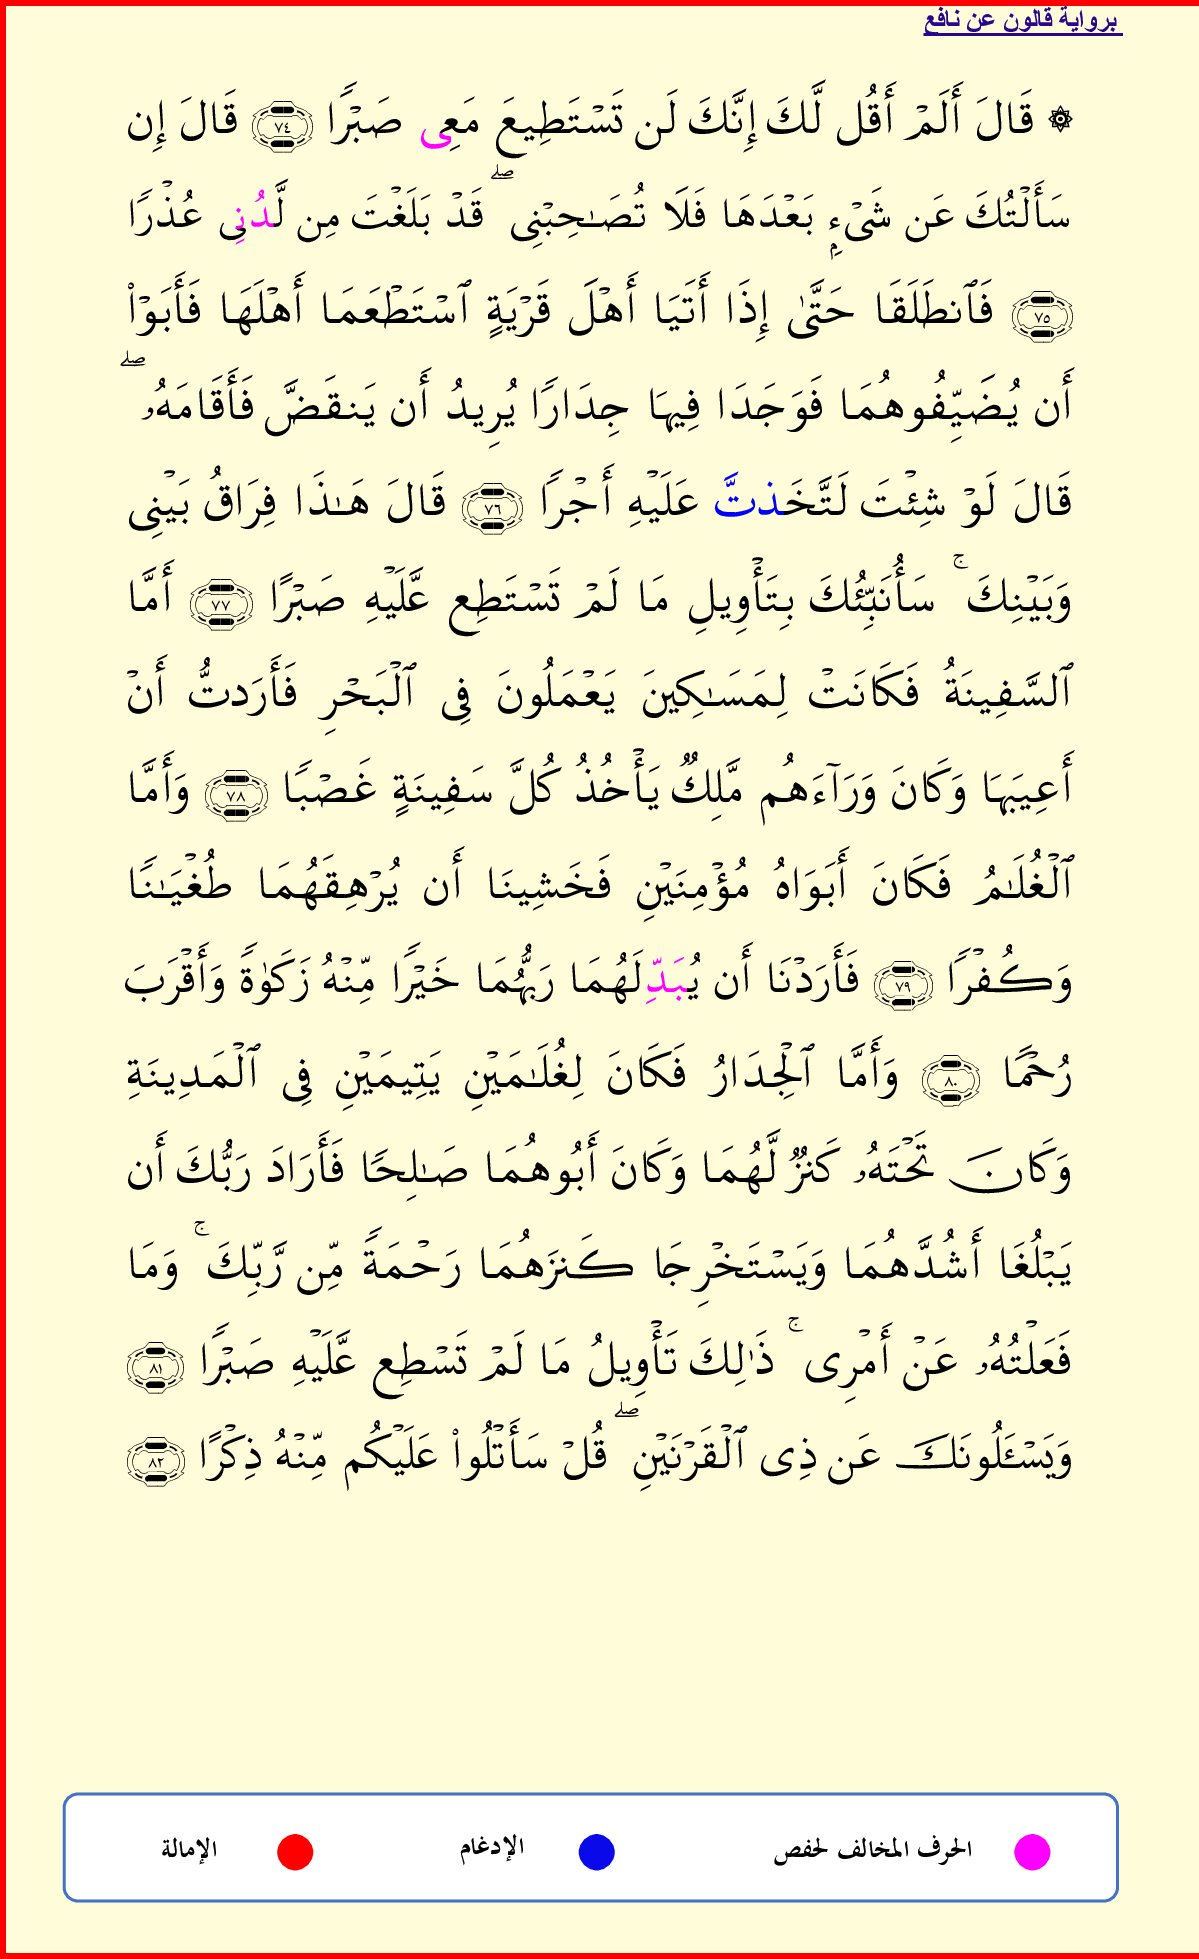 برواية قالون عن نافع
۞ قَالَ أَلَمۡ أَقُل لَّكَ إِنَّكَ لَن تَسۡتَطِيعَ مَعِى صَبۡرًا ٧٤ قَالَ إِن
سَأَلۡتُكَ عَن شَىۡءِۭ بَعۡدَهَا فَلَا تُصَٰحِبۡنِىۖ قَدۡ بَلَغۡتَ مِن لَّدُنِى عُذۡرًا
٧٥ فَٱنطَلَقَا حَتَّىٰ إِذَا أَتَيَا أَهۡلَ قَرۡيَةٍ ٱسۡتَطۡعَمَا أَهۡلَهَا فَأَبَوۡاْ
أَن يُضَيِّفُوهُمَا فَوَجَدَا فِيهَا جِدَارًا يُرِيدُ أَن يَنقَضَّ فَأَقَامَهُۥۖ
قَالَ لَوۡ شِئۡتَ لَتَّخَذتَّ عَلَيۡهِ أَجۡرًا ٧٦ قَالَ هَٰذَا فِرَاقُ بَيۡنِى
وَبَيۡنِكَۚ سَأُنَبِّئُكَ بِتَأۡوِيلِ مَا لَمۡ تَسۡتَطِع عَّلَيۡهِ صَبۡرًا ٧٧ أَمَّا
ٱلسَّفِينَةُ فَكَانَتۡ لِمَسَٰكِينَ يَعۡمَلُونَ فِى ٱلۡبَحۡرِ فَأَرَدتُّ أَنۡ
أَعِيبَهَا وَكَانَ وَرَآءَهُم مَّلِكٌ يَأۡخُذُ كُلَّ سَفِينَةٍ غَصۡبًا ٧٨ وَأَمَّا
ٱلۡغُلَٰمُ فَكَانَ أَبَوَاهُ مُؤۡمِنَيۡنِ فَخَشِينَا أَن يُرۡهِقَهُمَا طُغۡيَٰنًا
وَكُفۡرًا ٧٩ فَأَرَدۡنَا أَن يُبَدِّلَهُمَا رَبُّهُمَا خَيۡرًا مِّنۡهُ زَكَوٰةً وَأَقۡرَبَ
رُحۡمًا ٨٠ وَأَمَّا ٱلۡجِدَارُ فَكَانَ لِغُلَٰمَيۡنِ يَتِيمَيۡنِ فِى ٱلۡمَدِينَةِ
وَكَانَ تَحۡتَهُۥ كَنزٌ لَّهُمَا وَكَانَ أَبُوهُمَا صَٰلِحًا فَأَرَادَ رَبُّكَ أَن
يَبۡلُغَا أَشُدَّهُمَا وَيَسۡتَخۡرِجَا كَنزَهُمَا رَحۡمَةً مِّن رَّبِّكَۚ وَمَا
فَعَلۡتُهُۥ عَنۡ أَمۡرِىۚ ذَٰلِكَ تَأۡوِيلُ مَا لَمۡ تَسۡطِع عَّلَيۡهِ صَبۡرًا ٨١
وَيَسۡـَٔلُونَكَ عَن ذِى ٱلۡقَرۡنَيۡنِۖ قُلۡ سَأَتۡلُواْ عَلَيۡكُم مِّنۡهُ ذِكۡرًا ٨٢
الحرف المخالف لحفص الإدغام الإمالة